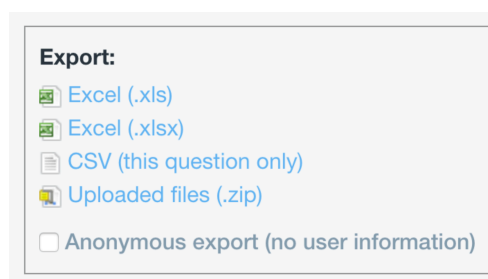 Export:
Excel (.xls)
Excel (.xlsx)
CSV (this question only)
Uploaded files (.zip)
Anonymous export (no user information)